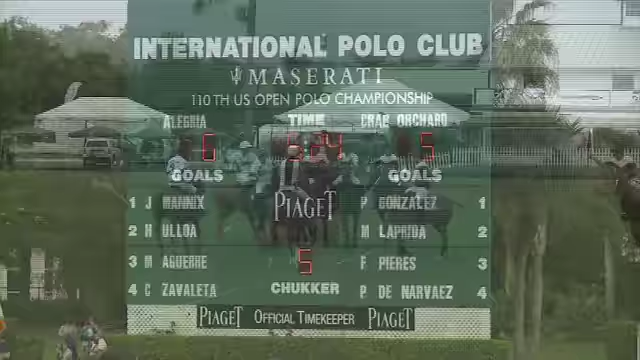 INTERNATIONAL POLO CLUB
MASERATI
110TH US OPEN POLO CHAMPIONSHIP
ALEGRIA TIME CRAB ORCHARD
5
GOALS GOALS
1 J MANNIX PIAGET P GONZALEZ 1
2 H ULLOA M LAPRIDA 2
3 M AGUERRE 5 F PIERES 3
4 C ZAVALETA CHUKKER P DE NARVAEZ 4
PIAGET OFFICIAL TIMEKEEPER PIAGET